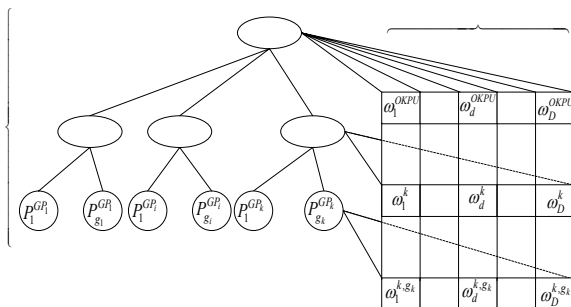 ω_1^{OKPU} ω_d^{OKPU} ω_D^{OKPU}
ω_1^k ω_d^k ω_D^k
P_1^{GP_1} P_{g_1}^{GP_1} P_1^{GP_i} P_{g_i}^{GP_i} P_1^{GP_k} P_{g_k}^{GP_k}
ω_1^{k,g_k} ω_d^{k,g_k} ω_D^{k,g_k}